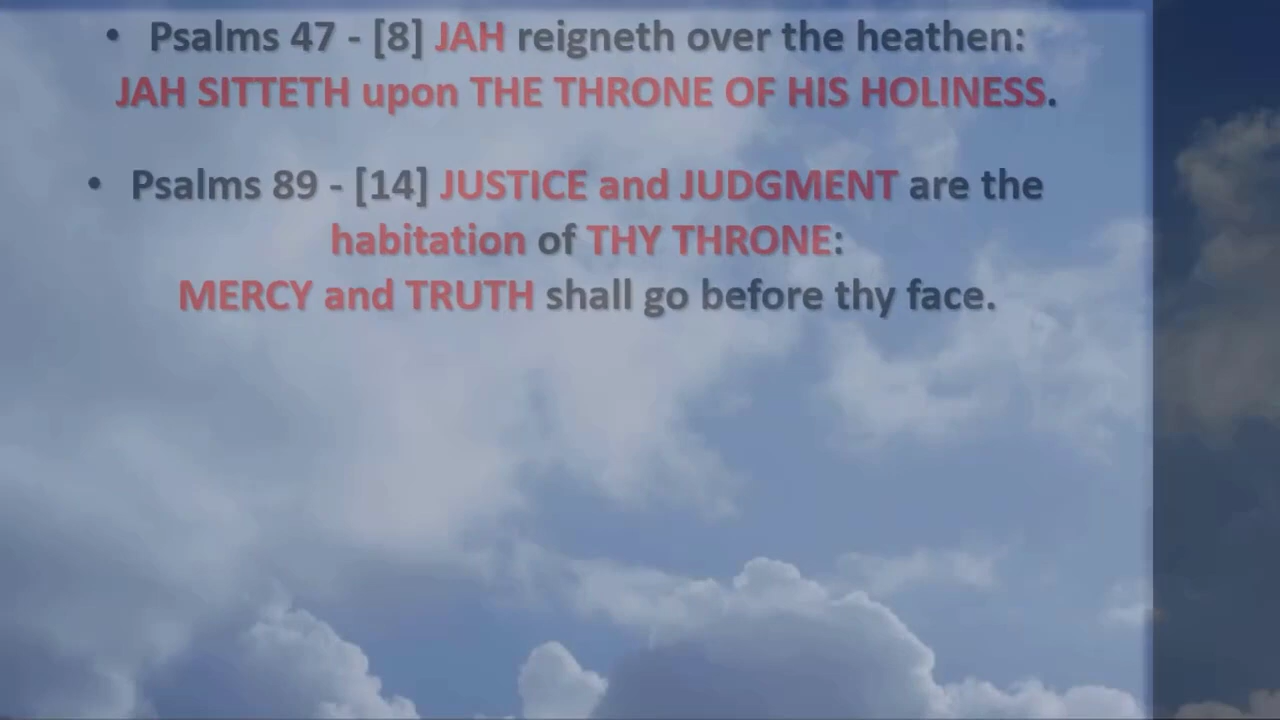 • Psalms 47 - [8] JAH reigneth over the heathen:
JAH SITTETH upon THE THRONE OF HIS HOLINESS.
• Psalms 89 - [14] JUSTICE and JUDGMENT are the
habitation of THY THRONE:
MERCY and TRUTH shall go before thy face.